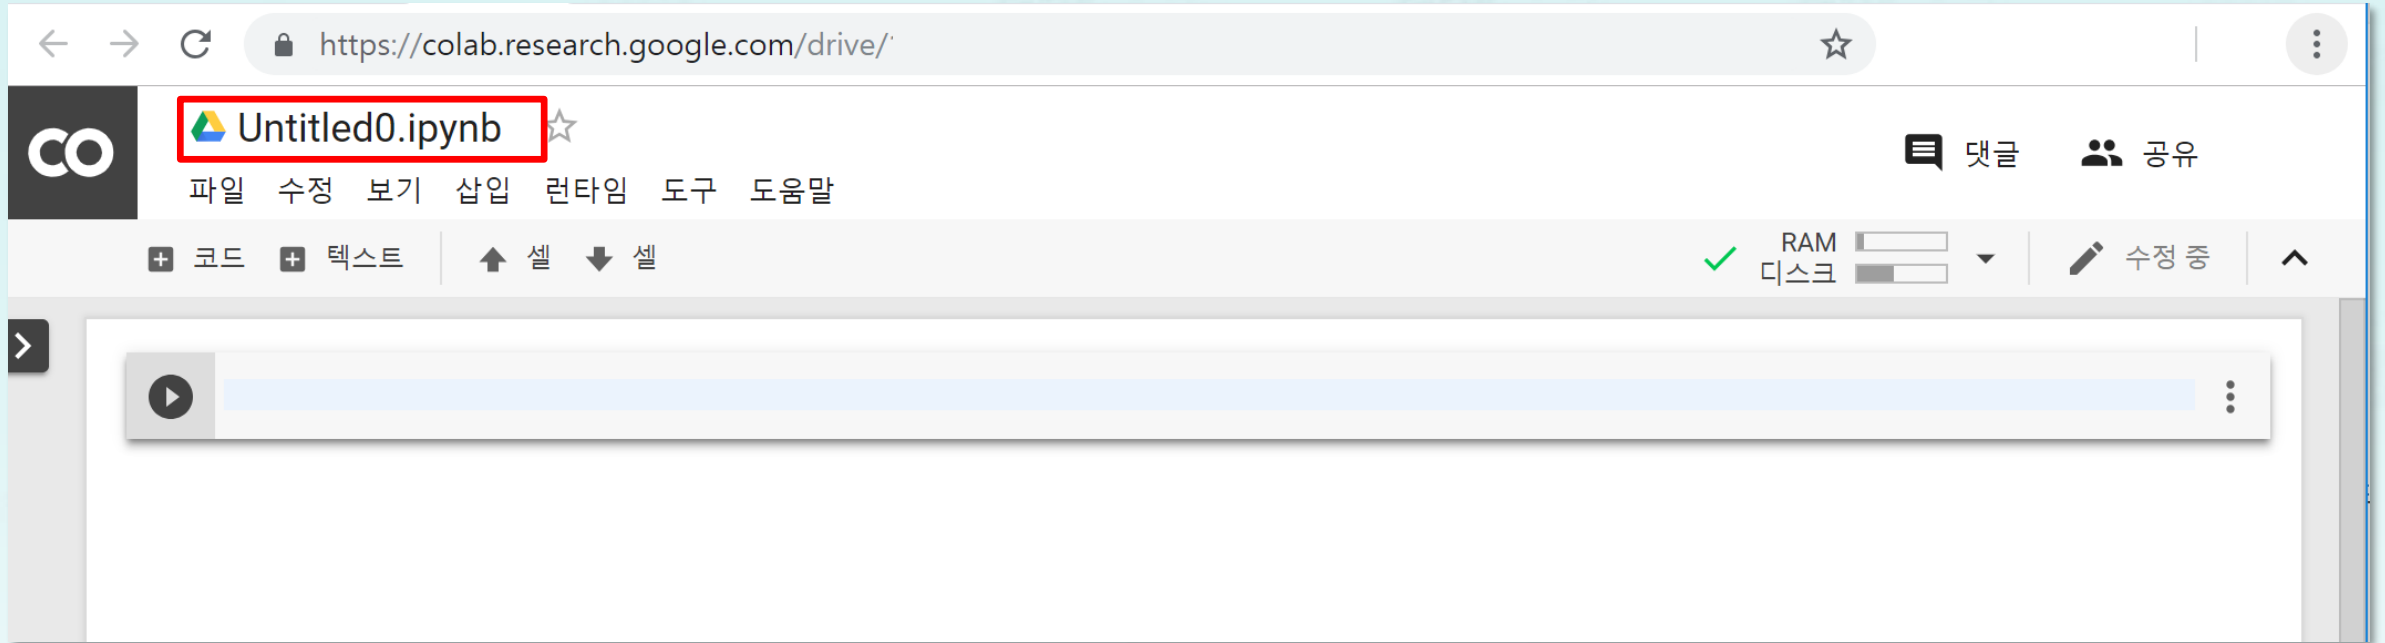 https://colab.research.google.com/drive/
CO
Untitled0.ipynb
댓글 공유
파일 수정 보기 삽입 런타임 도구 도움말
코드 텍스트 셀 셀
RAM
디스크
수정 중